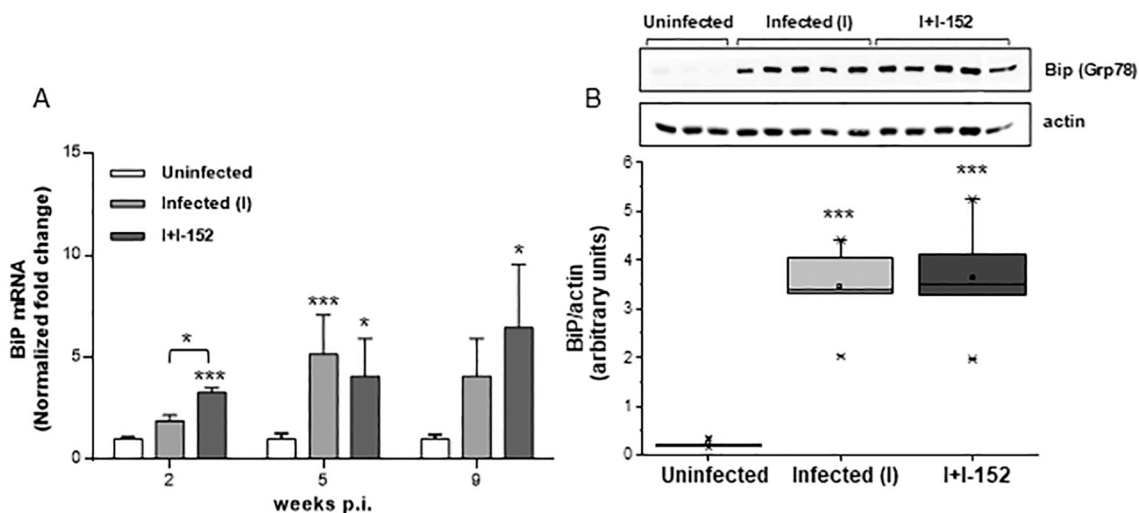 Uninfected Infected (I) I+I-152
Bip (Grp78)
A B
actin
15
10
5
0
BiP mRNA
(Normalized fold change)
Uninfected
Infected (I)
I+I-152
* *** *** * *
2 5 9
weeks p.i.
6
5
4
3
2
1
0
BiP/actin
(arbitrary units)
*** ***
Uninfected Infected (I) I+I-152